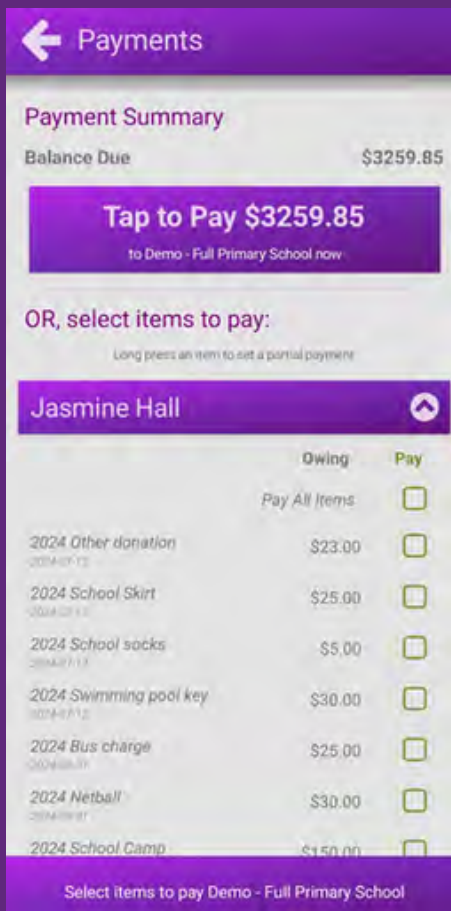 Payments
Payment Summary
Balance Due $3259.85
Tap to Pay $3259.85
to Demo - Full Primary School now
OR, select items to pay:
Long press an item to set a partial payment
Jasmine Hall
Owing Pay
Pay All Items
2024 Other donation $23.00
2024 School Skirt $25.00
2024 School socks $5.00
2024 Swimming pool key $30.00
2024 Bus charge $25.00
2024 Netball $30.00
2024 School Camp $150.00
Select items to pay Demo - Full Primary School